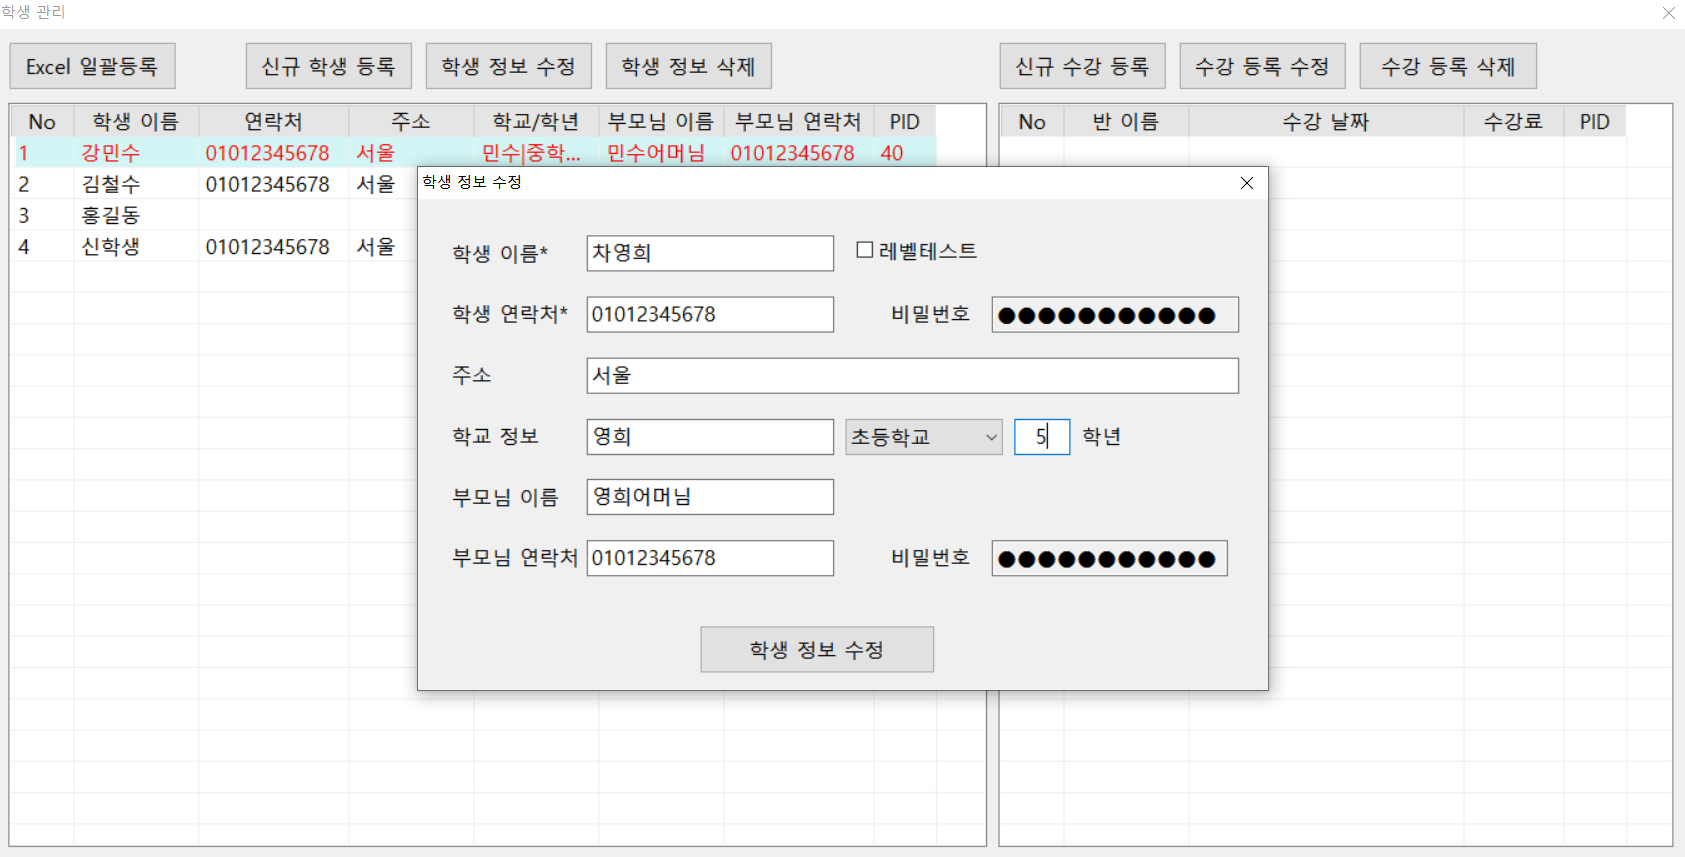 학생 관리
Excel 일괄등록 신규 학생 등록 학생 정보 수정 학생 정보 삭제 신규 수강 등록 수강 등록 수정 수강 등록 삭제
No 학생 이름 연락처 주소 학교/학년 부모님 이름 부모님 연락처 PID No 반 이름 수강 날짜 수강료 PID
1 강민수 01012345678 서울 민수|중학... 민수어머님 01012345678 40
2 김철수 01012345678 서울
3 홍길동
4 신학생 01012345678 서울
학생 정보 수정
학생 이름* 차영희 레벨테스트
학생 연락처* 01012345678 비밀번호 ●●●●●●●●●●●
주소 서울
학교 정보 영희 초등학교 5 학년
부모님 이름 영희어머님
부모님 연락처 01012345678 비밀번호 ●●●●●●●●●●●
학생 정보 수정